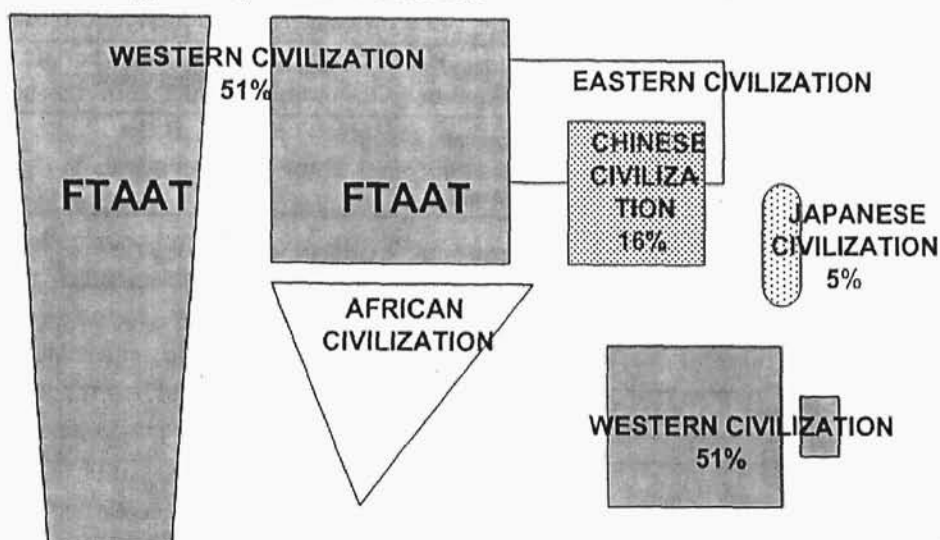 WESTERN CIVILIZATION
51%
EASTERN CIVILIZATION
CHINESE
CIVILIZA
TION
16%
FTAAT
FTAAT
JAPANESE
CIVILIZATION
5%
AFRICAN
CIVILIZATION
WESTERN CIVILIZATION
51%